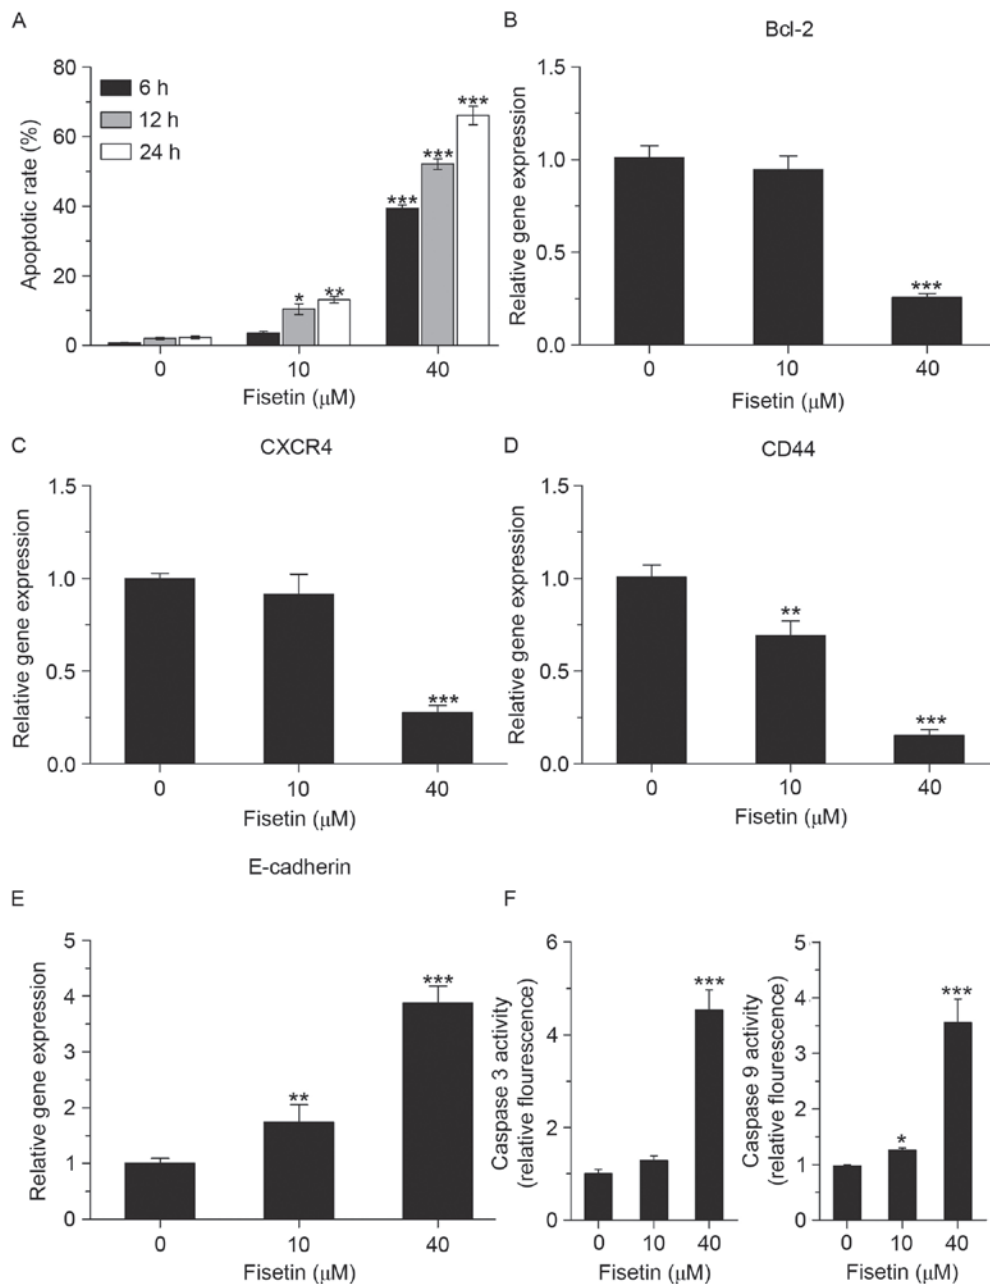 A
80
60
40
20
0
Apoptotic rate (%)
6 h
12 h
24 h
*
**
***
***
***
0
10
40
Fisetin (μM)
B
Bcl-2
1.5
1.0
0.5
0.0
Relative gene expression
***
0
10
40
Fisetin (μM)
C
CXCR4
1.5
1.0
0.5
0.0
Relative gene expression
***
0
10
40
Fisetin (μM)
D
CD44
1.5
1.0
0.5
0.0
Relative gene expression
**
***
0
10
40
Fisetin (μM)
E
E-cadherin
5
4
3
2
1
0
Relative gene expression
**
***
0
10
40
Fisetin (μM)
F
6
4
2
0
Caspase 3 activity
(relative flourescence)
***
0
10
40
Fisetin (μM)
5
4
3
2
1
0
Caspase 9 activity
(relative flourescence)
*
***
0
10
40
Fisetin (μM)